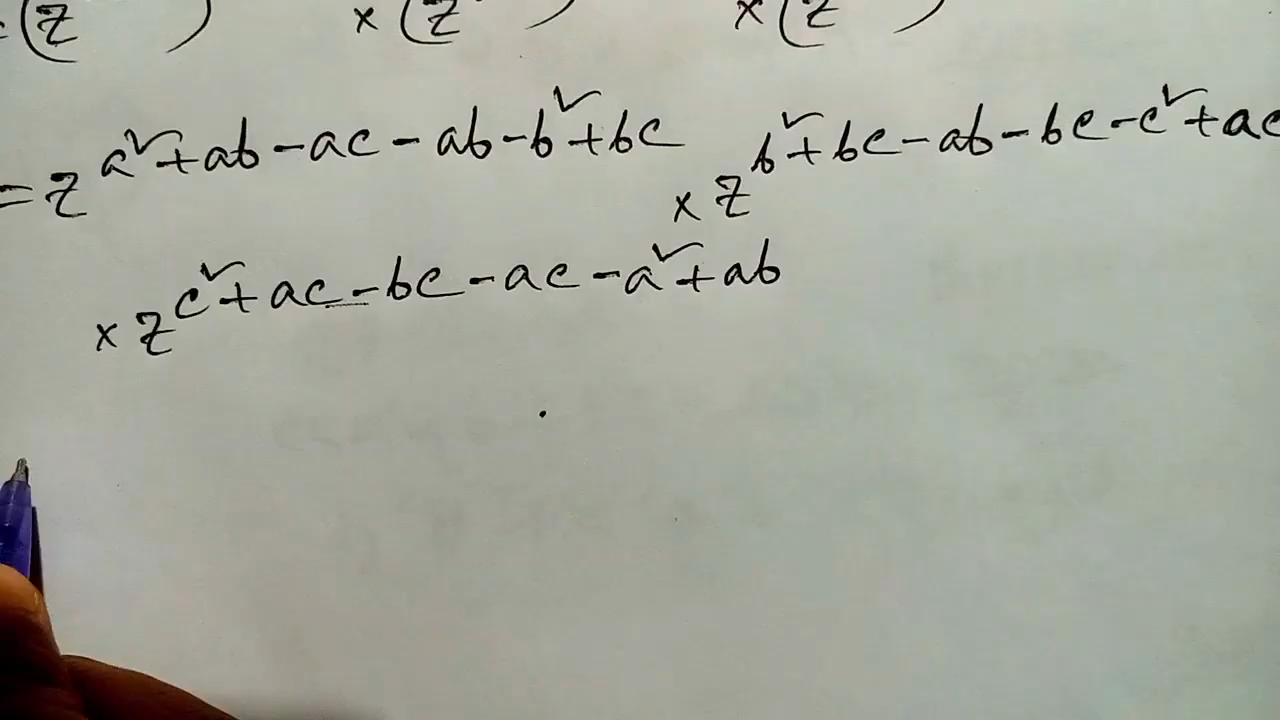 =(z ) × (z ) × (z )
= z^{a²+ab-ac-ab-b²+bc} × z^{b²+bc-ab-bc-c²+ac}
× z^{c²+ac-bc-ac-a²+ab}